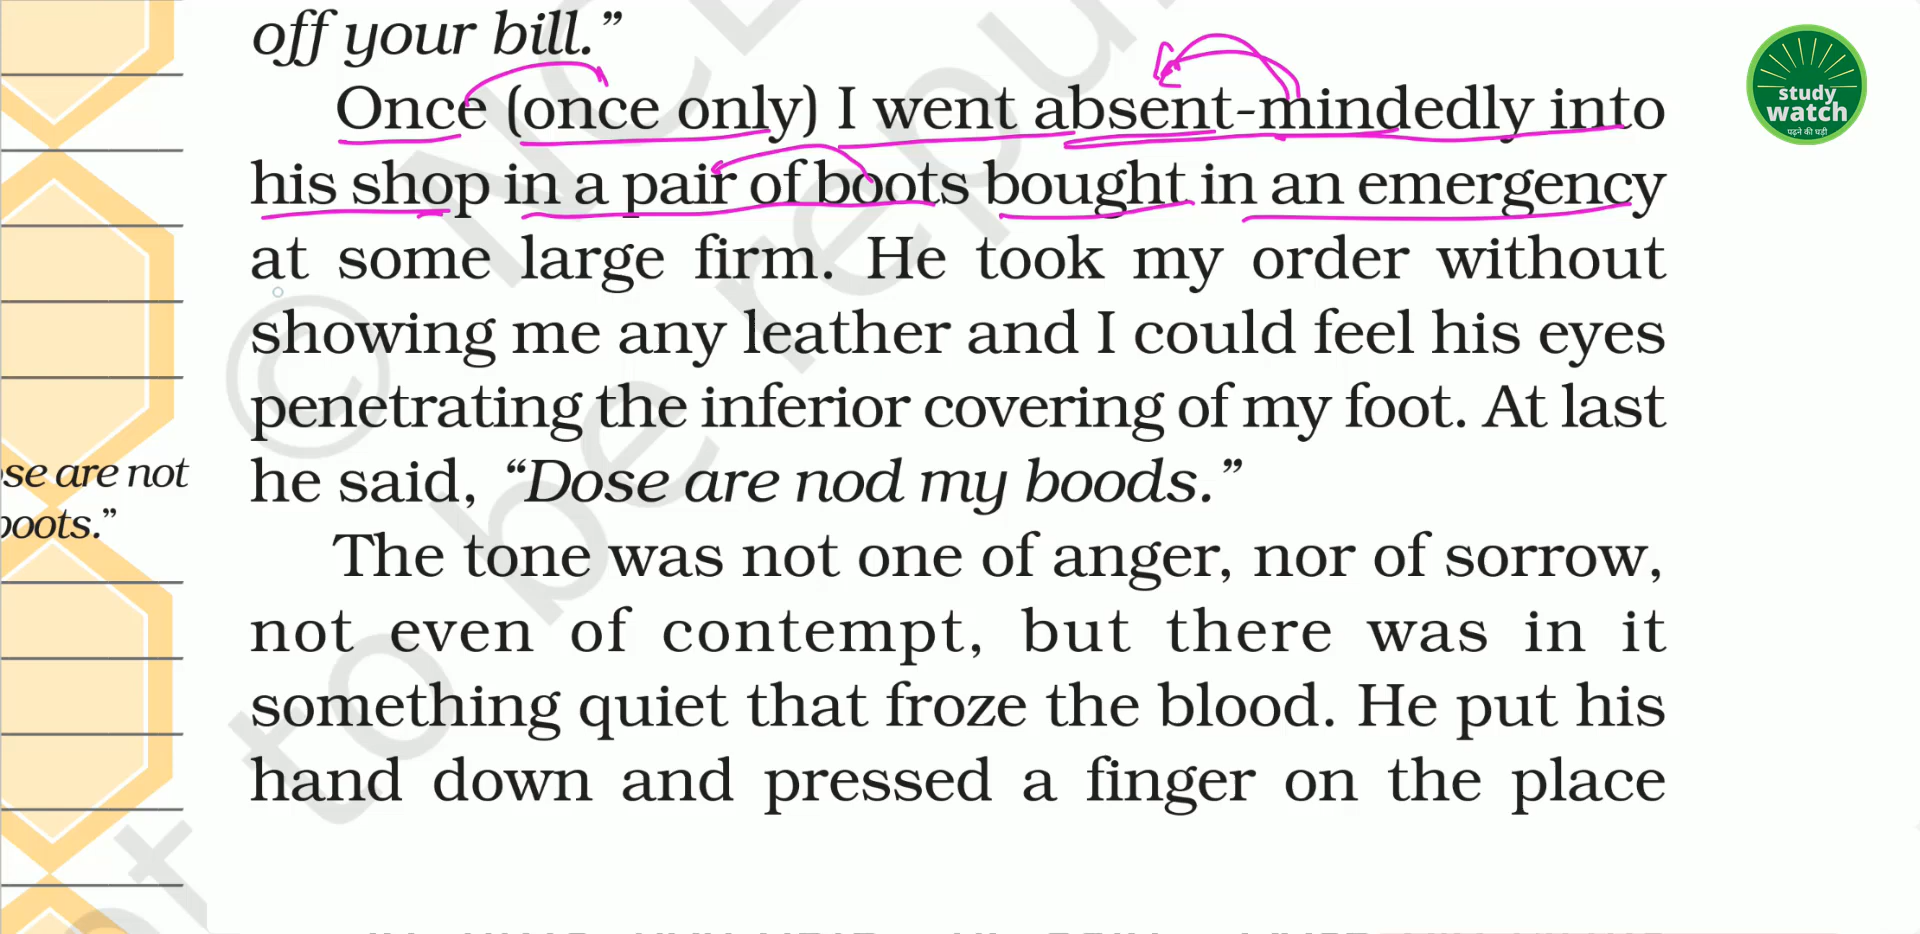 off your bill.”
Once (once only) I went absent-mindedly into
his shop in a pair of boots bought in an emergency
at some large firm. He took my order without
showing me any leather and I could feel his eyes
penetrating the inferior covering of my foot. At last
he said, “Dose are nod my boods.”
The tone was not one of anger, nor of sorrow,
not even of contempt, but there was in it
something quiet that froze the blood. He put his
hand down and pressed a finger on the place
se are not
boots.”
study
watch
पढ़ने की घड़ी
©
to be repu